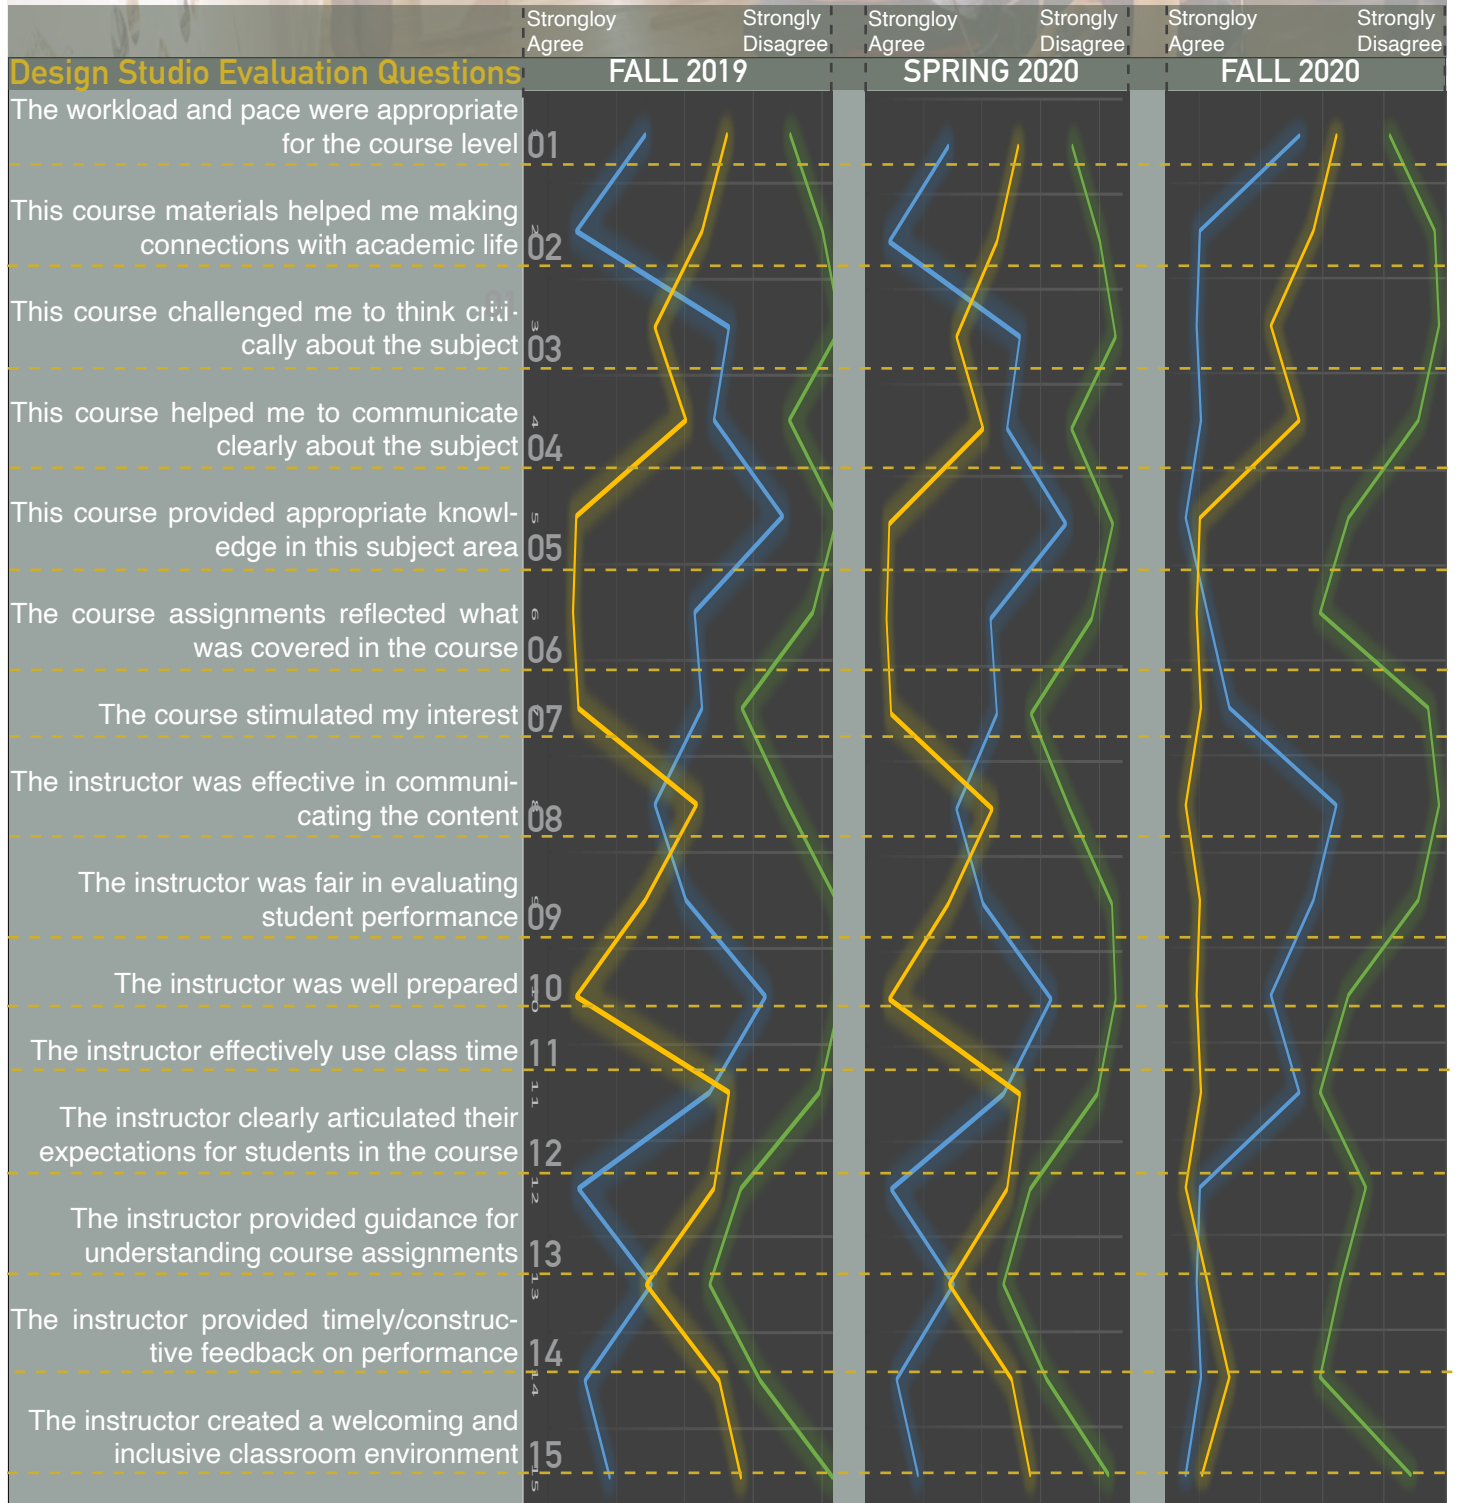 Strongloy Strongly Strongloy Strongly Strongloy Strongly
Agree Disagree Agree Disagree Agree Disagree
Design Studio Evaluation Questions FALL 2019 SPRING 2020 FALL 2020
The workload and pace were appropriate
for the course level 01
This course materials helped me making
connections with academic life 02
This course challenged me to think criti-
cally about the subject 03
This course helped me to communicate
clearly about the subject 04
This course provided appropriate knowl-
edge in this subject area 05
The course assignments reflected what
was covered in the course 06
The course stimulated my interest 07
The instructor was effective in communi-
cating the content 08
The instructor was fair in evaluating
student performance 09
The instructor was well prepared 10
The instructor effectively use class time 11
The instructor clearly articulated their
expectations for students in the course 12
The instructor provided guidance for
understanding course assignments 13
The instructor provided timely/construc-
tive feedback on performance 14
The instructor created a welcoming and
inclusive classroom environment 15